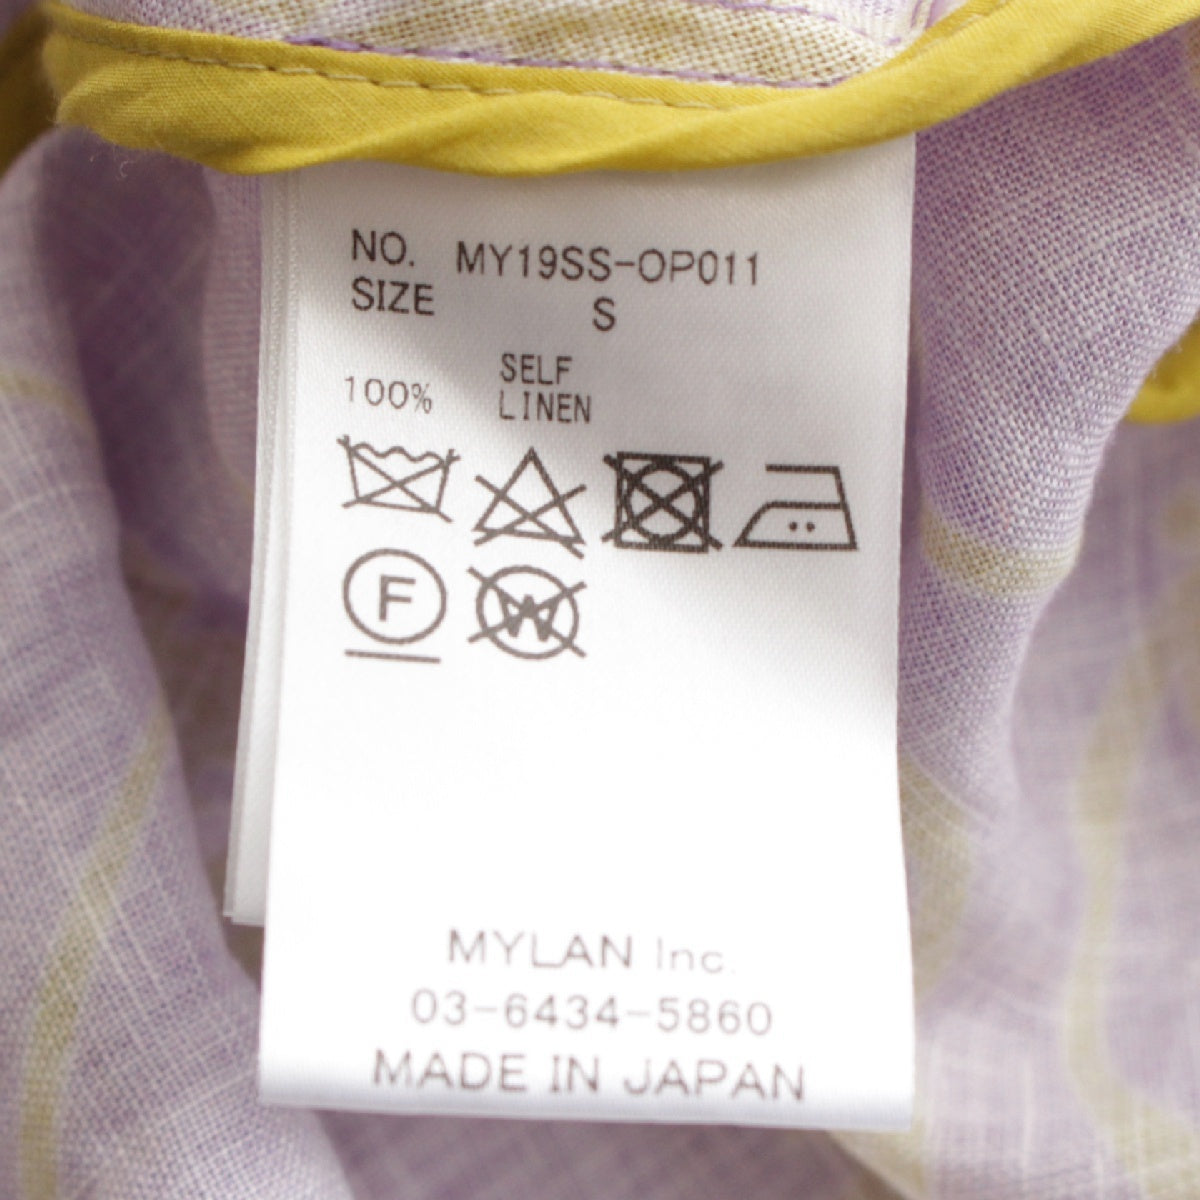 NO. MY19SS-OP011
SIZE S
SELF
100% LINEN
F
W
MYLAN Inc.
03-6434-5860
MADE IN JAPAN